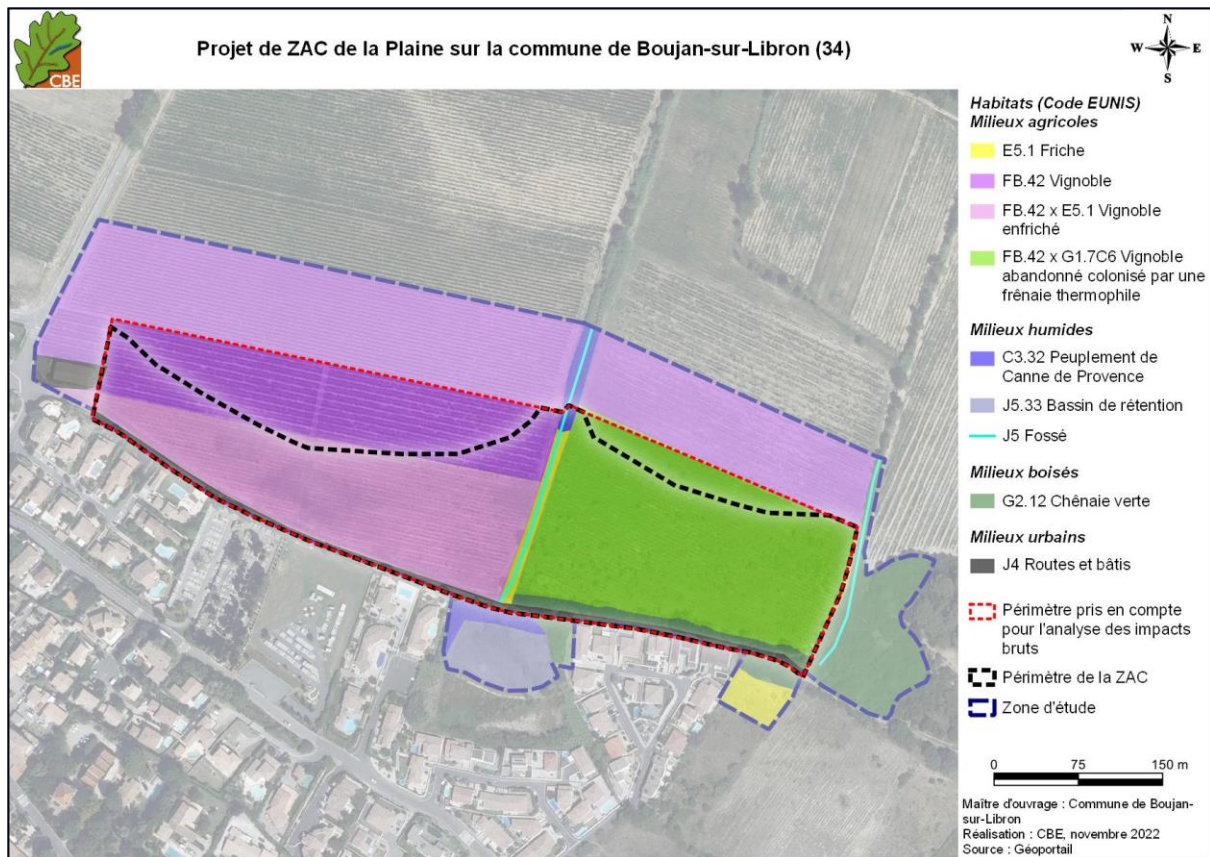 CBE
Projet de ZAC de la Plaine sur la commune de Boujan-sur-Libron (34)
N
W E
S
Habitats (Code EUNIS)
Milieux agricoles
E5.1 Friche
FB.42 Vignoble
FB.42 x E5.1 Vignoble
enfriché
FB.42 x G1.7C6 Vignoble
abandonné colonisé par une
frênaie thermophile
Milieux humides
C3.32 Peuplement de
Canne de Provence
J5.33 Bassin de rétention
J5 Fossé
Milieux boisés
G2.12 Chênaie verte
Milieux urbains
J4 Routes et bâtis
Périmètre pris en compte
pour l'analyse des impacts
bruts
Périmètre de la ZAC
Zone d'étude
0 75 150 m
Maître d'ouvrage : Commune de Boujan-
sur-Libron
Réalisation : CBE, novembre 2022
Source : Géoportail